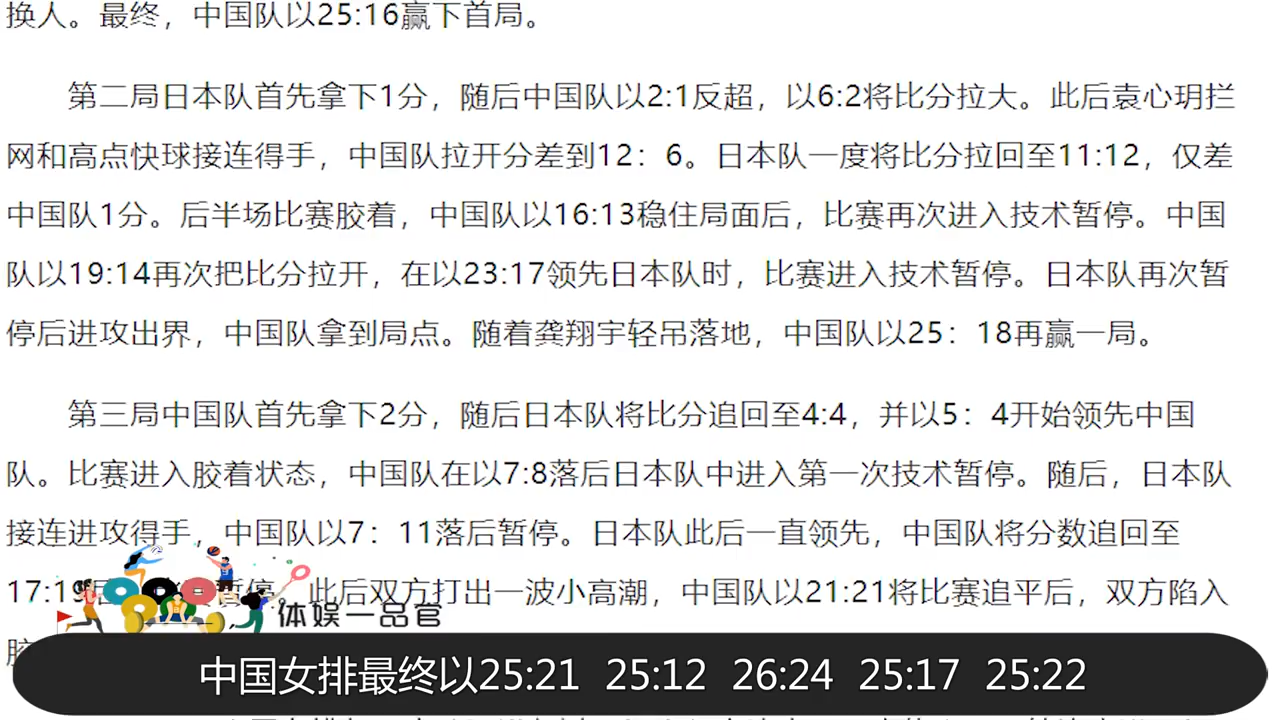 换人。最终，中国队以25:16赢下首局。
第二局日本队首先拿下1分，随后中国队以2:1反超，以6:2将比分拉大。此后袁心玥拦
网和高点快球接连得手，中国队拉开分差到12：6。日本队一度将比分拉回至11:12，仅差
中国队1分。后半场比赛胶着，中国队以16:13稳住局面后，比赛再次进入技术暂停。中国
队以19:14再次把比分拉开，在以23:17领先日本队时，比赛进入技术暂停。日本队再次暂
停后进攻出界，中国队拿到局点。随着龚翔宇轻吊落地，中国队以25：18再赢一局。
第三局中国队首先拿下2分，随后日本队将比分追回至4:4，并以5：4开始领先中国
队。比赛进入胶着状态，中国队在以7:8落后日本队中进入第一次技术暂停。随后，日本队
接连进攻得手，中国队以7：11落后暂停。日本队此后一直领先，中国队将分数追回至
17:19 暂停。此后双方打出一波小高潮，中国队以21:21将比赛追平后，双方陷入
体娱一品官
中国女排最终以25:21 25:12 26:24 25:17 25:22